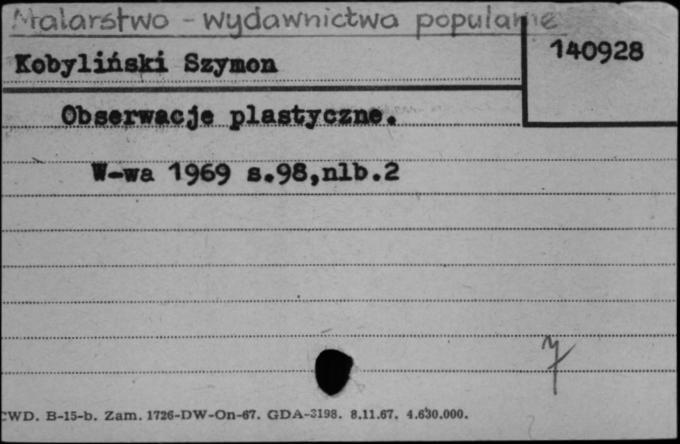 Malarstwo - wydawnictwa popularne
140928
Kobyliński Szymon
Obserwacje plastyczne.
W-wa 1969 s.98,nlb.2
7
CWD. B-15-b. Zam. 1726-DW-On-67. GDA-3198. 8.11.67. 4.630.000.